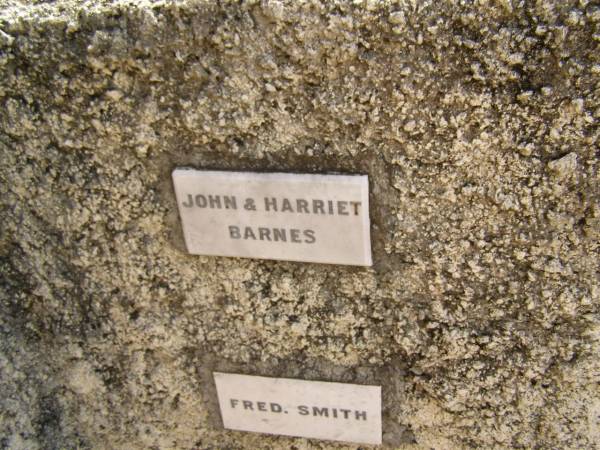 JOHN & HARRIET
BARNES
FRED. SMITH